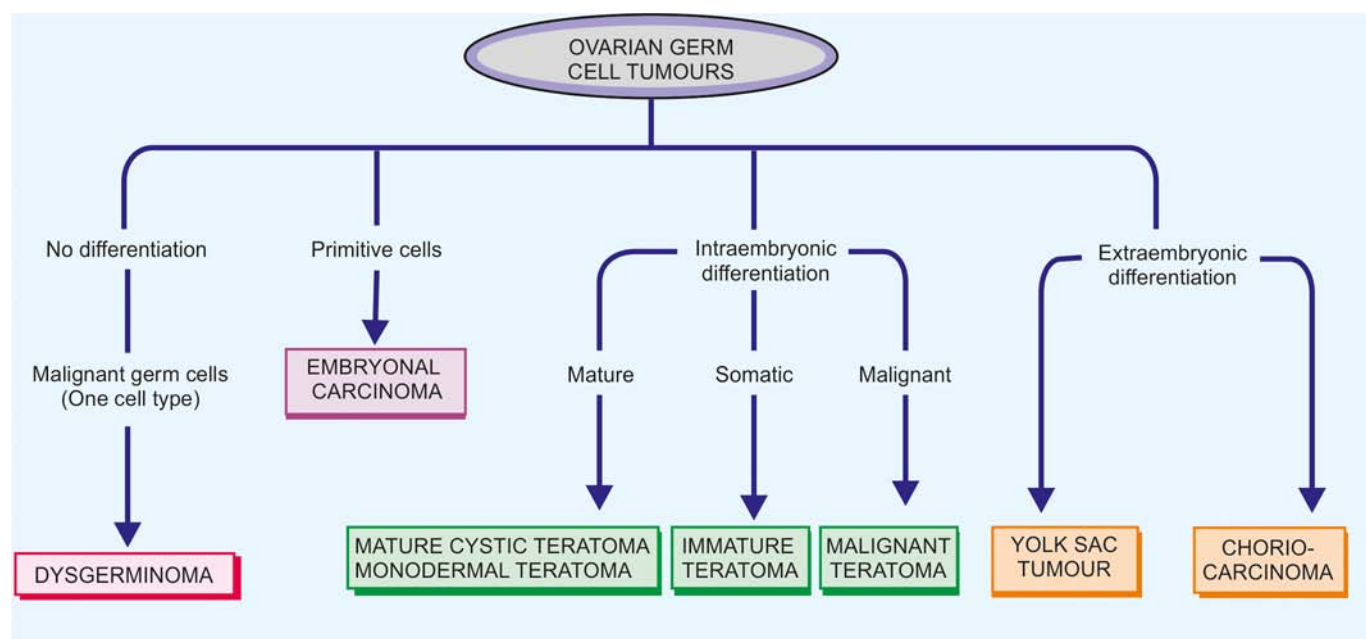 OVARIAN GERM
CELL TUMOURS
No differentiation
Primitive cells
Intraembryonic
differentiation
Extraembryonic
differentiation
Malignant germ cells
(One cell type)
EMBRYONAL
CARCINOMA
Mature
Somatic
Malignant
DYSGERMINOMA
MATURE CYSTIC TERATOMA
MONODERMAL TERATOMA
IMMATURE
TERATOMA
MALIGNANT
TERATOMA
YOLK SAC
TUMOUR
CHORIO-
CARCINOMA